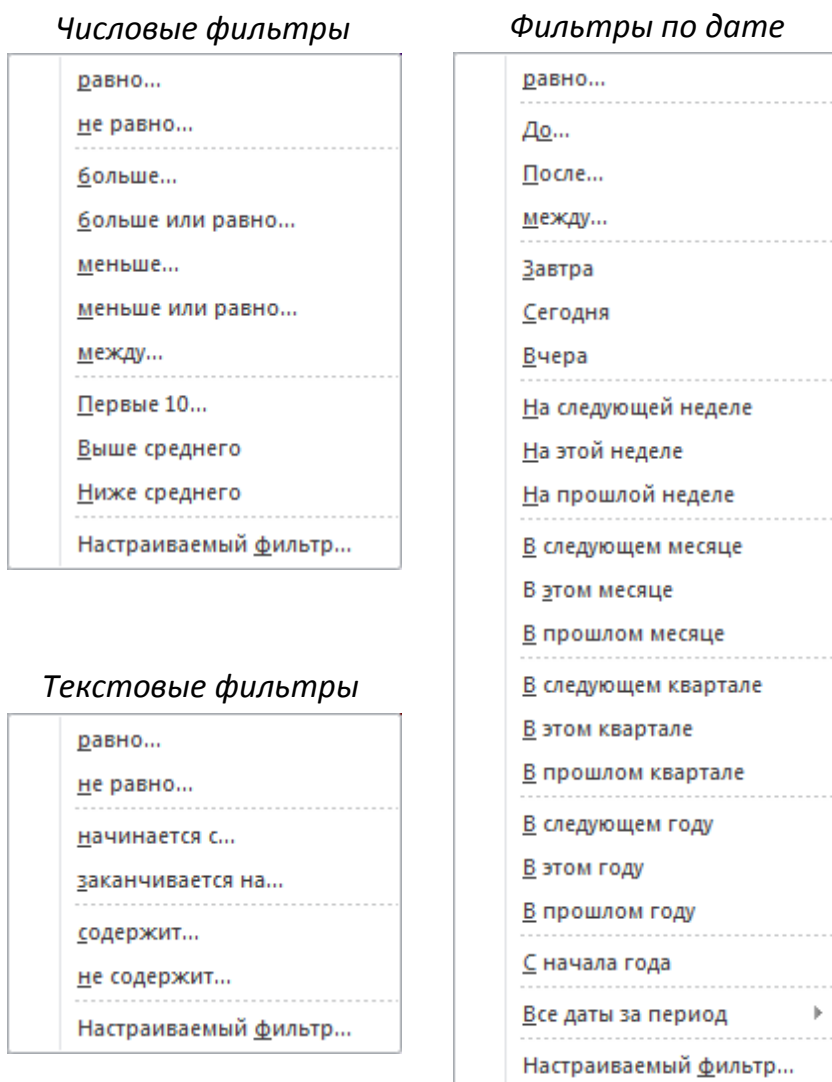 Числовые фильтры
равно...
не равно...
больше...
больше или равно...
меньше...
меньше или равно...
между...
Первые 10...
Выше среднего
Ниже среднего
Настраиваемый фильтр...
Текстовые фильтры
равно...
не равно...
начинается с...
заканчивается на...
содержит...
не содержит...
Настраиваемый фильтр...
Фильтры по дате
равно...
До...
После...
между...
Завтра
Сегодня
Вчера
На следующей неделе
На этой неделе
На прошлой неделе
В следующем месяце
В этом месяце
В прошлом месяце
В следующем квартале
В этом квартале
В прошлом квартале
В следующем году
В этом году
В прошлом году
С начала года
Все даты за период
Настраиваемый фильтр...